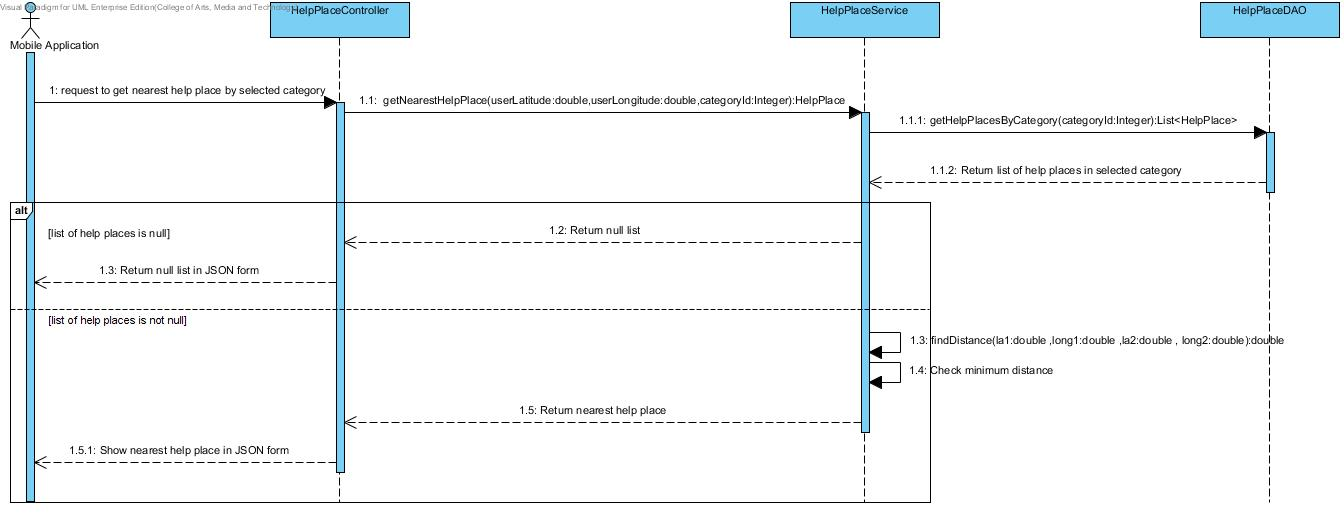 Visual Paradigm for UML Enterprise Edition(College of Arts, Media and Technology
HelpPlaceController
HelpPlaceService
HelpPlaceDAO
Mobile Application
1: request to get nearest help place by selected category
1.1: getNearestHelpPlace(userLatitude:double,userLongitude:double,categoryId:Integer):HelpPlace
1.1.1: getHelpPlacesByCategory(categoryId:Integer):List<HelpPlace>
1.1.2: Return list of help places in selected category
alt
[list of help places is null]
1.2: Return null list
1.3: Return null list in JSON form
[list of help places is not null]
1.3: findDistance(la1:double ,long1:double ,la2:double , long2:double):double
1.4: Check minimum distance
1.5: Return nearest help place
1.5.1: Show nearest help place in JSON form